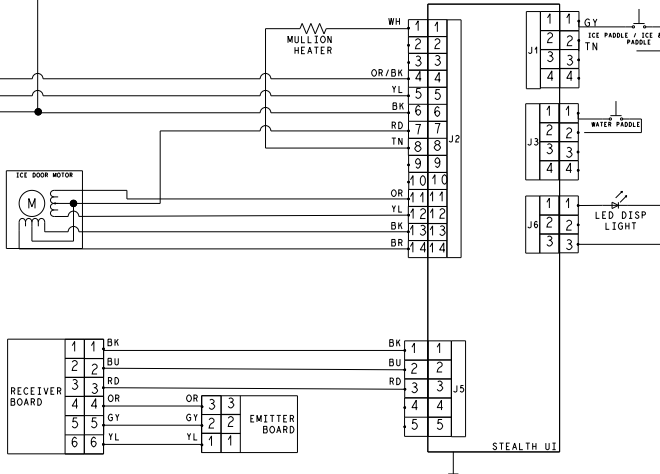 WH
MULLION
HEATER
OR/BK
YL
BK
RD
TN
1 1
2 2
3 3
4 4
5 5
6 6
7 7
8 8
9 9
10 10
11 11
12 12
13 13
14 14
J2
OR
YL
BK
BR
ICE DOOR MOTOR
M
J1
1 1
2 2
3 3
4 4
GY
TN
ICE PADDLE / ICE &
PADDLE
J3
1 1
2 2
3 3
4 4
WATER PADDLE
J6
1 1
2 2
3 3
LED DISP
LIGHT
RECEIVER
BOARD
1 1
2 2
3 3
4 4
5 5
6 6
BK
BU
RD
OR
GY
YL
OR
GY
YL
3 3
2 2
1 1
EMITTER
BOARD
BK
BU
RD
1 1
2 2
3 3
4 4
5 5
J5
STEALTH UI